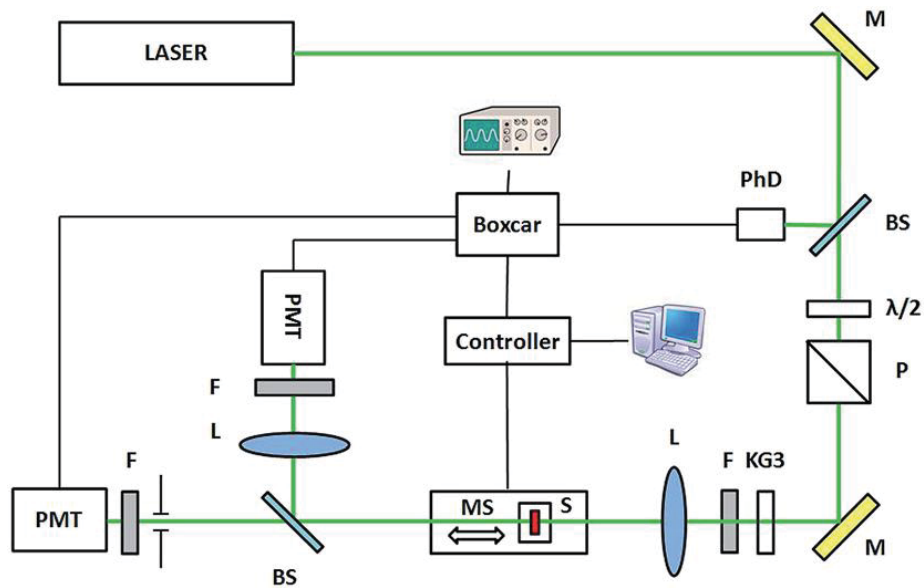 M
LASER
PhD
BS
Boxcar
PMT
λ/2
Controller
P
F
L
L
F
MS
S
F
KG3
PMT
BS
M